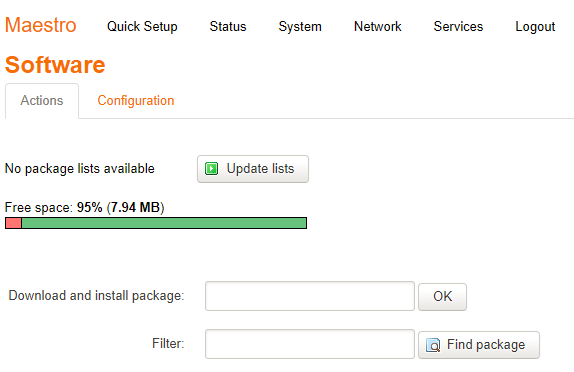 Maestro Quick Setup Status System Network Services Logout
Software
Actions Configuration
No package lists available Update lists
Free space: 95% (7.94 MB)
Download and install package: OK
Filter: Find package